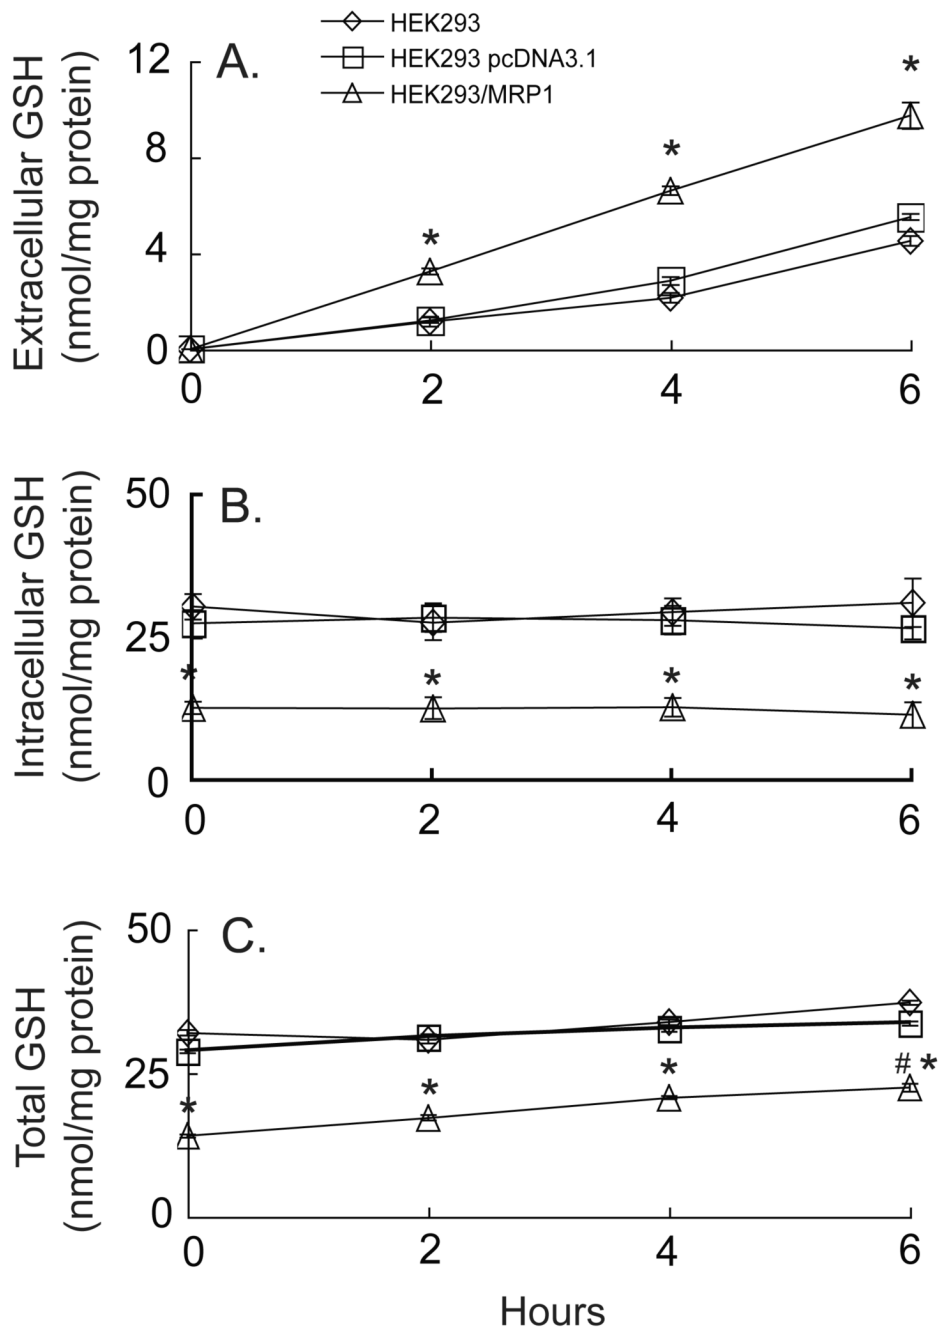 HEK293
HEK293 pcDNA3.1
HEK293/MRP1
A.
Extracellular GSH
(nmol/mg protein)
12
8
4
0
* * *
0 2 4 6
B.
Intracellular GSH
(nmol/mg protein)
50
25
0
* * * *
0 2 4 6
C.
Total GSH
(nmol/mg protein)
50
25
0
* * * # *
0 2 4 6
Hours